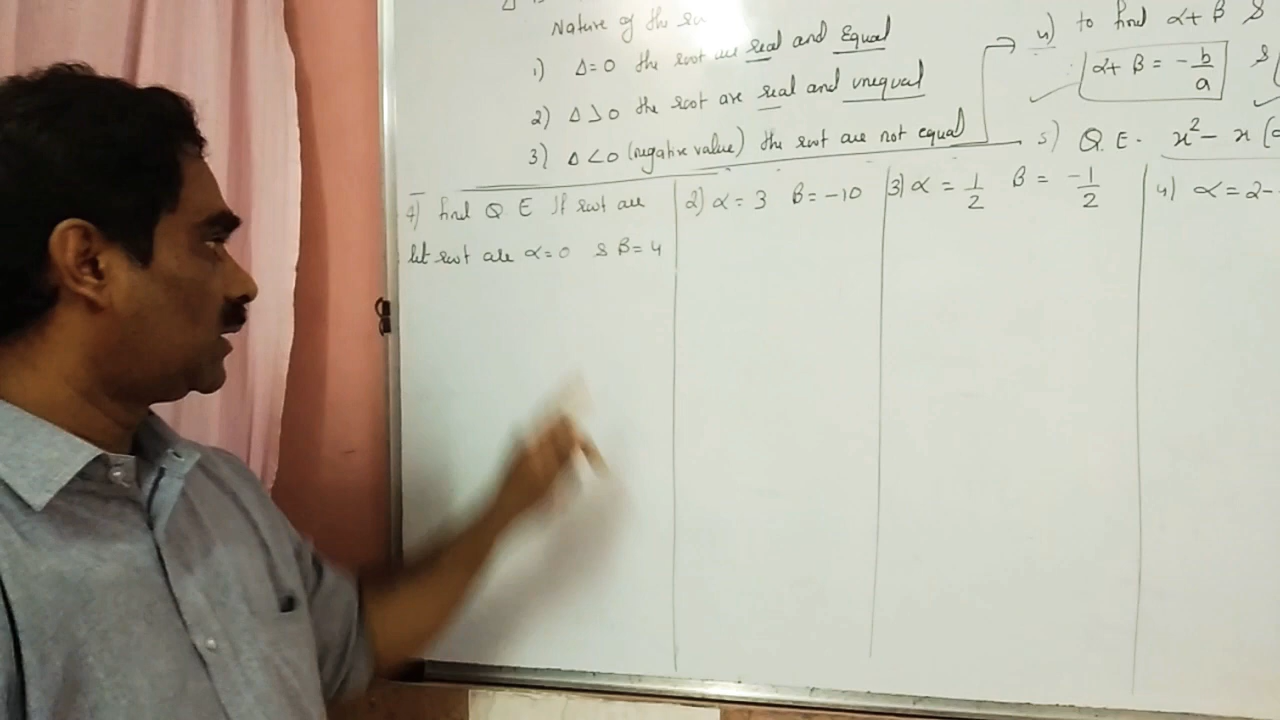 Nature of the
1) Δ=0 the root are real and Equal
2) Δ>0 the root are real and unequal
3) Δ<0 (negative value) the root are not equal
4) to find α+β &
α+β = -b/a &
5) Q.E. x² - x (
4) find Q E If root are
let root are α=0 & β=4
2) α=3 β=-10
3) α = 1/2 β = -1/2
4) α=2-